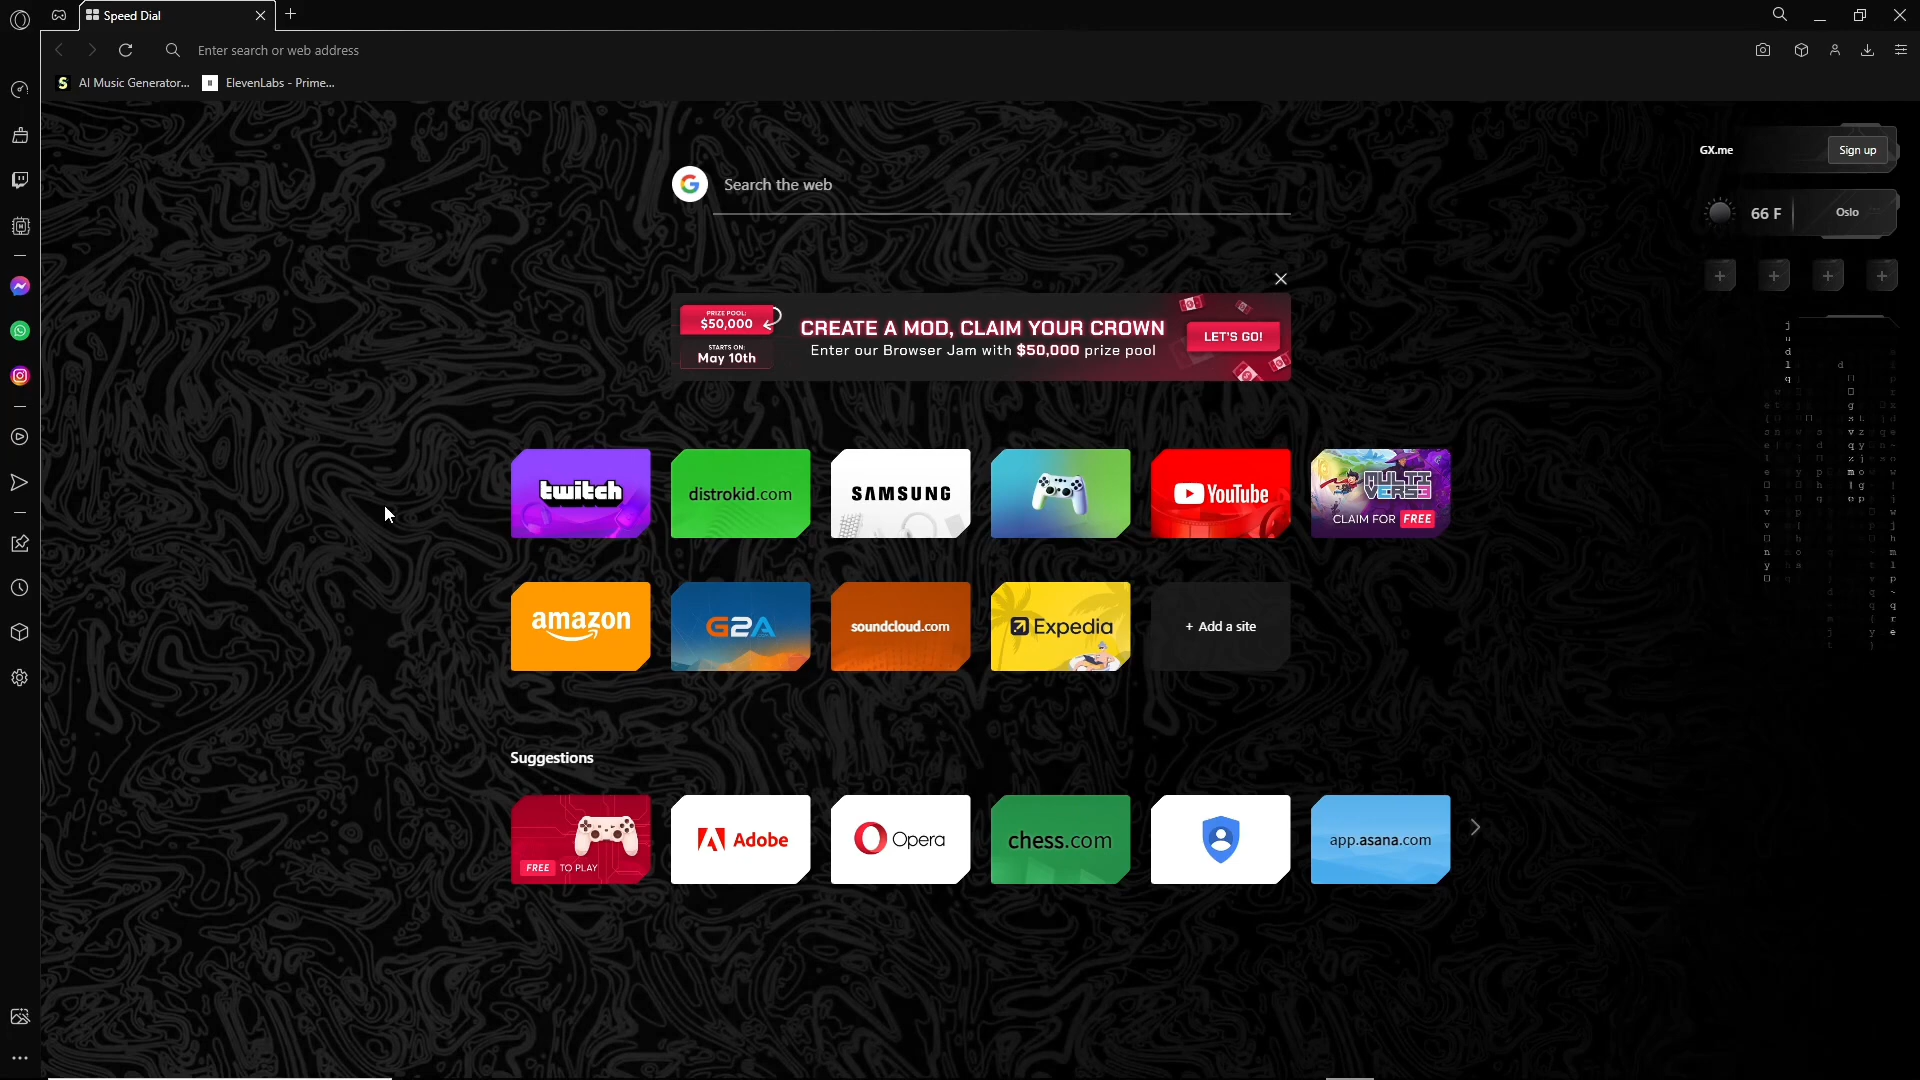 Speed Dial
Enter search or web address
AI Music Generator...
ElevenLabs - Prime...
GX.me
Sign up
Search the web
66 F
Oslo
PRIZE POOL:
$50,000
STARTS ON:
May 10th
CREATE A MOD, CLAIM YOUR CROWN
Enter our Browser Jam with $50,000 prize pool
LET'S GO!
twitch
distrokid.com
SAMSUNG
YouTube
MULTIVERSE
CLAIM FOR FREE
amazon
G2A
soundcloud.com
Expedia
+ Add a site
Suggestions
FREE TO PLAY
Adobe
Opera
chess.com
app.asana.com